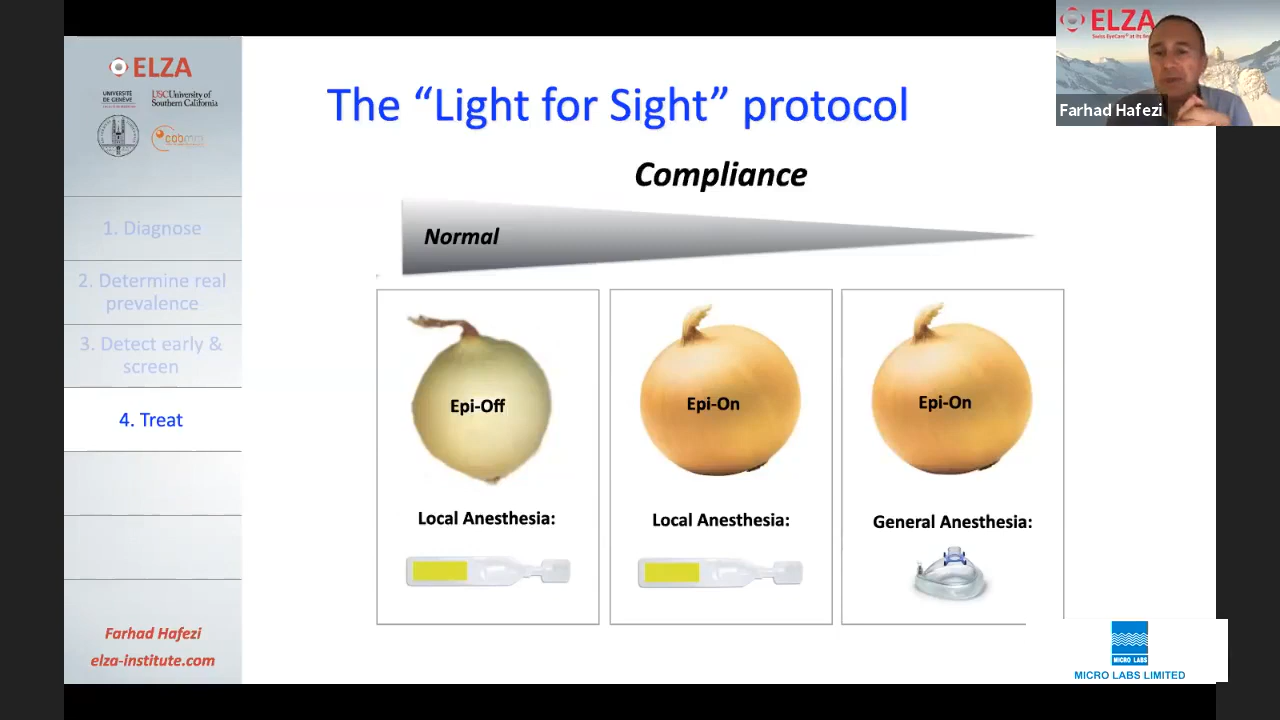 ELZA
UNIVERSITÉ
DE GENÈVE
USC University of
Southern California
1. Diagnose
2. Determine real
prevalence
3. Detect early &
screen
4. Treat
Farhad Hafezi
elza-institute.com
The “Light for Sight” protocol
Compliance
Normal
Epi-Off
Local Anesthesia:
Epi-On
Local Anesthesia:
Epi-On
General Anesthesia:
ELZA
Farhad Hafezi
MICRO LABS
MICRO LABS LIMITED